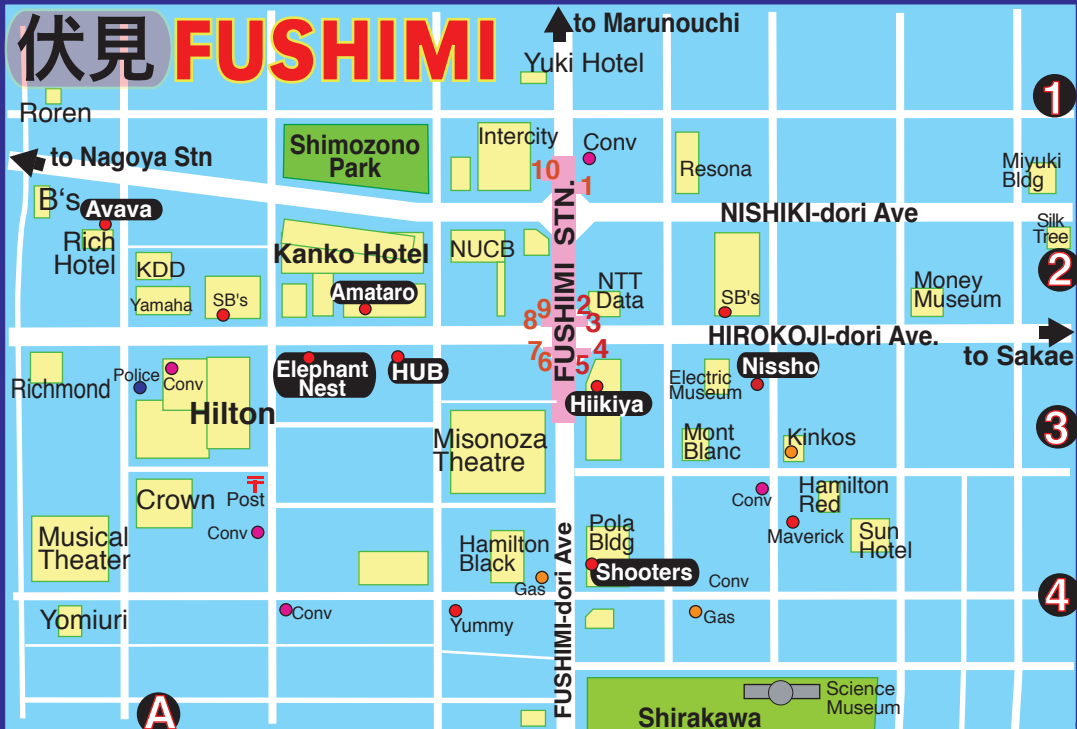 伏見 FUSHIMI
to Marunouchi
Yuki Hotel
1
Roren
to Nagoya Stn
Shimozono
Park
Intercity
Conv
10
1
Resona
Miyuki
Bldg
B's
Avava
Rich
Hotel
NISHIKI-dori Ave
Silk
Tree
2
KDD
Kanko Hotel
NUCB
FUSHIMI STN.
NTT
Data
Yamaha
SB's
Amataro
9
8
2
3
SB's
Money
Museum
HIROKOJI-dori Ave.
to Sakae
Richmond
Police
Conv
Hilton
Elephant
Nest
HUB
7
6
4
5
Hiikiya
Electric
Museum
Nissho
3
Misonoza
Theatre
Mont
Blanc
Kinkos
Crown
Post
Conv
Conv
Hamilton
Red
Maverick
Sun
Hotel
Musical
Theater
Hamilton
Black
Gas
FUSHIMI-dori Ave
Pola
Bldg
Shooters
Conv
4
Yomiuri
Conv
Yummy
Gas
A
Science
Museum
Shirakawa